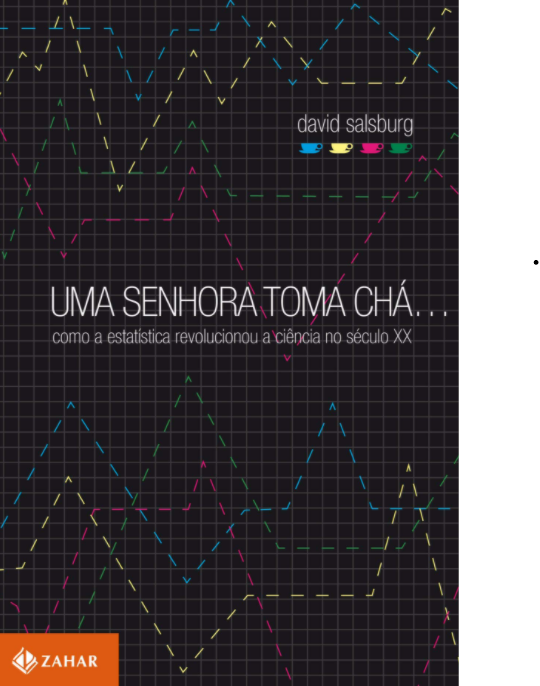 david salsburg
UMA SENHORA TOMA CHÁ...
como a estatística revolucionou a ciência no século XX
ZAHAR